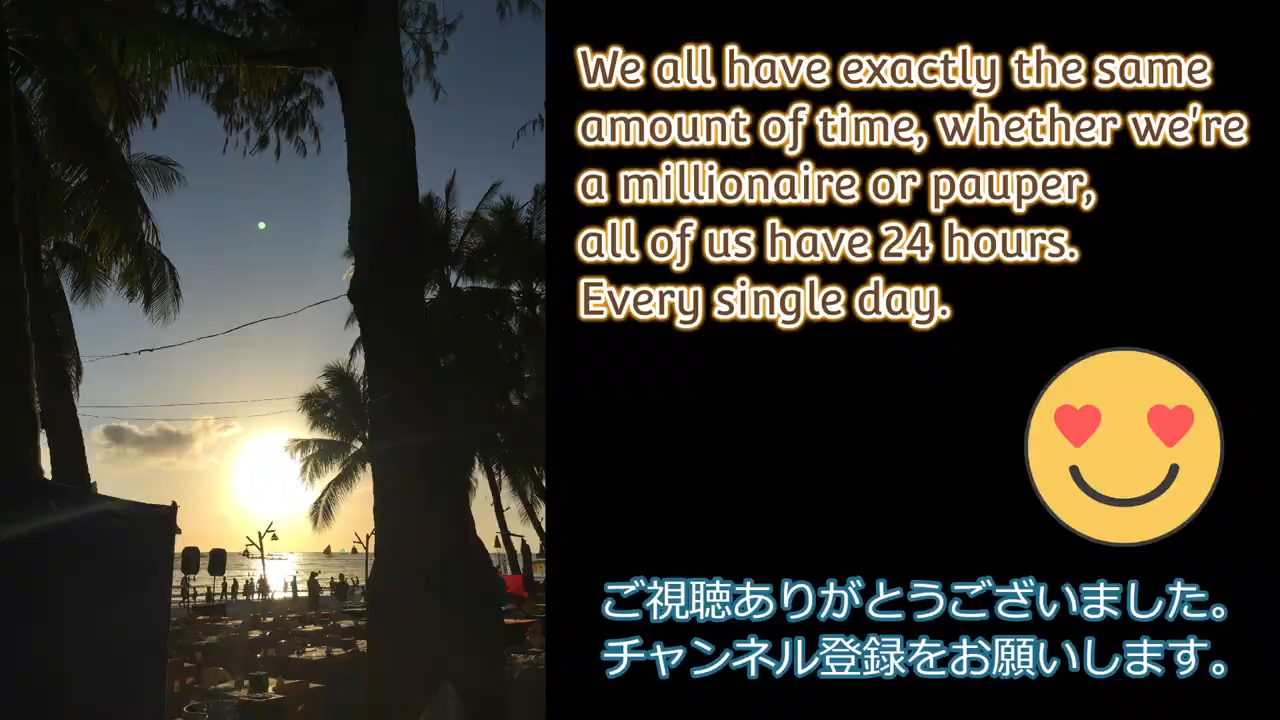 We all have exactly the same
amount of time, whether we're
a millionaire or pauper,
all of us have 24 hours.
Every single day.
ご視聴ありがとうございました。
チャンネル登録をお願いします。